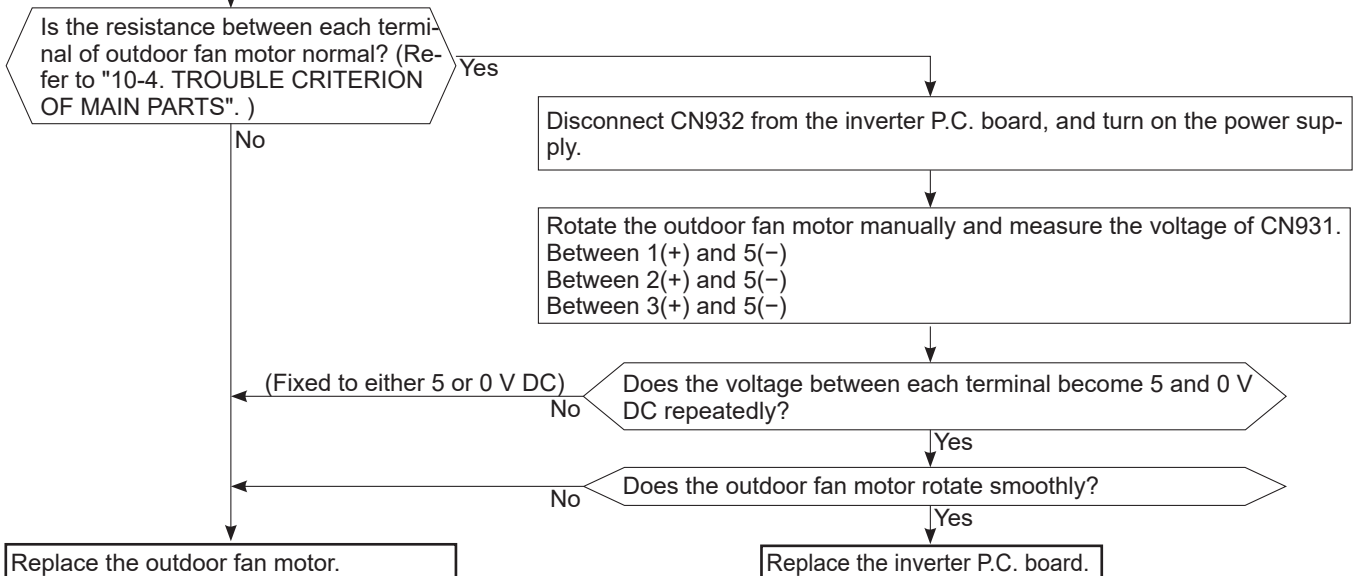 Is the resistance between each termi-
nal of outdoor fan motor normal? (Re-
fer to "10-4. TROUBLE CRITERION
OF MAIN PARTS". )
Yes
No
Disconnect CN932 from the inverter P.C. board, and turn on the power sup-
ply.
Rotate the outdoor fan motor manually and measure the voltage of CN931.
Between 1(+) and 5(−)
Between 2(+) and 5(−)
Between 3(+) and 5(−)
(Fixed to either 5 or 0 V DC)
No
Does the voltage between each terminal become 5 and 0 V
DC repeatedly?
Yes
No
Does the outdoor fan motor rotate smoothly?
Yes
Replace the outdoor fan motor.
Replace the inverter P.C. board.